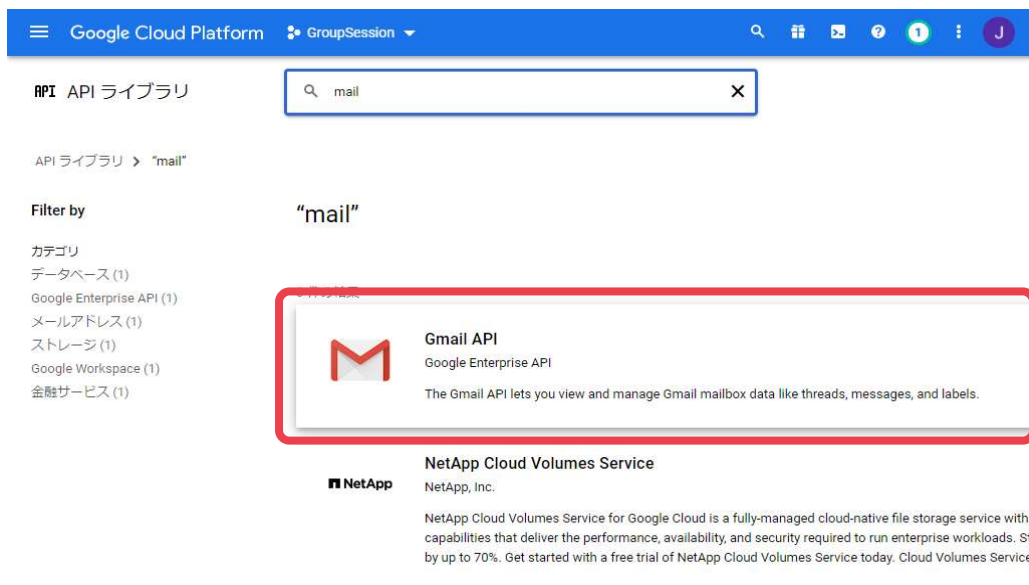 Google Cloud Platform GroupSession 1 J
API API ライブラリ mail
API ライブラリ > "mail"
Filter by
カテゴリ
データベース (1)
Google Enterprise API (1)
メールアドレス (1)
ストレージ (1)
Google Workspace (1)
金融サービス (1)
"mail"
件の結果
Gmail API
Google Enterprise API
The Gmail API lets you view and manage Gmail mailbox data like threads, messages, and labels.
NetApp
NetApp Cloud Volumes Service
NetApp, Inc.
NetApp Cloud Volumes Service for Google Cloud is a fully-managed cloud-native file storage service with
capabilities that deliver the performance, availability, and security required to run enterprise workloads. St
by up to 70%. Get started with a free trial of NetApp Cloud Volumes Service today. Cloud Volumes Service